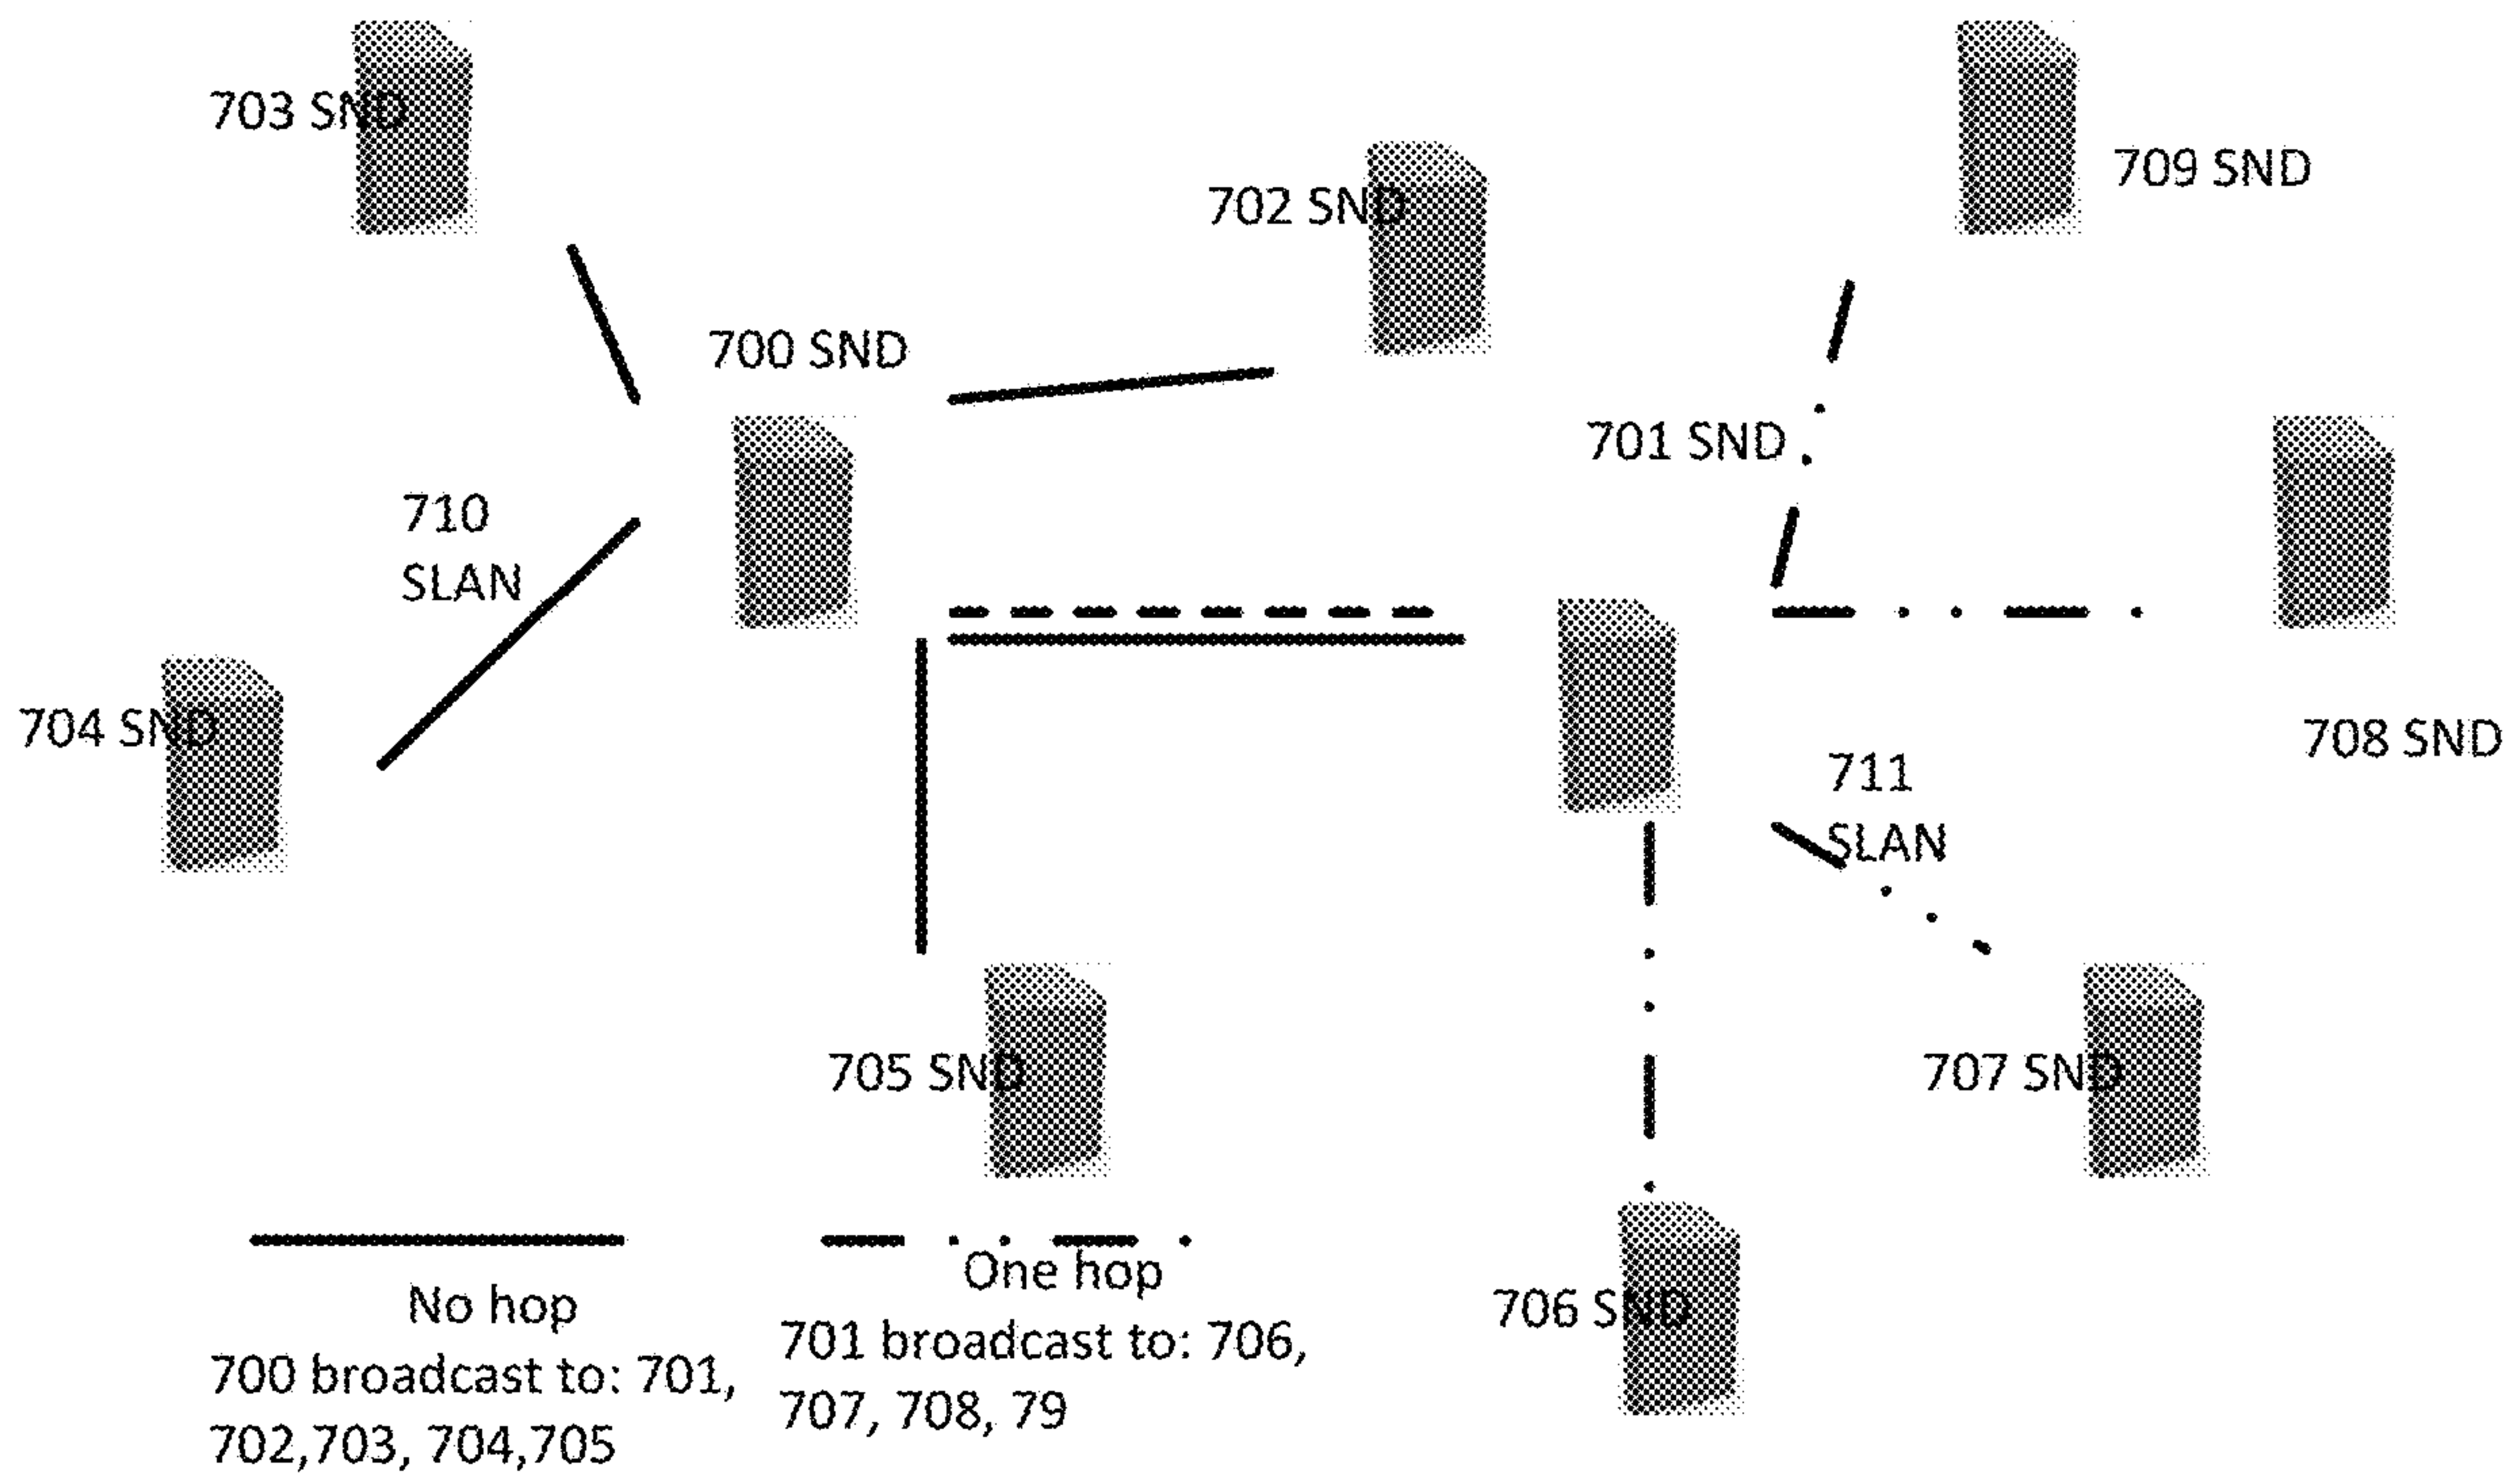 703 SND
709 SND
702 SND
700 SND
701 SND
710
SLAN
704 SND
708 SND
711
SLAN
705 SND
707 SND
706 SND
No hop
700 broadcast to: 701,
702,703, 704,705
One hop
701 broadcast to: 706,
707, 708, 79